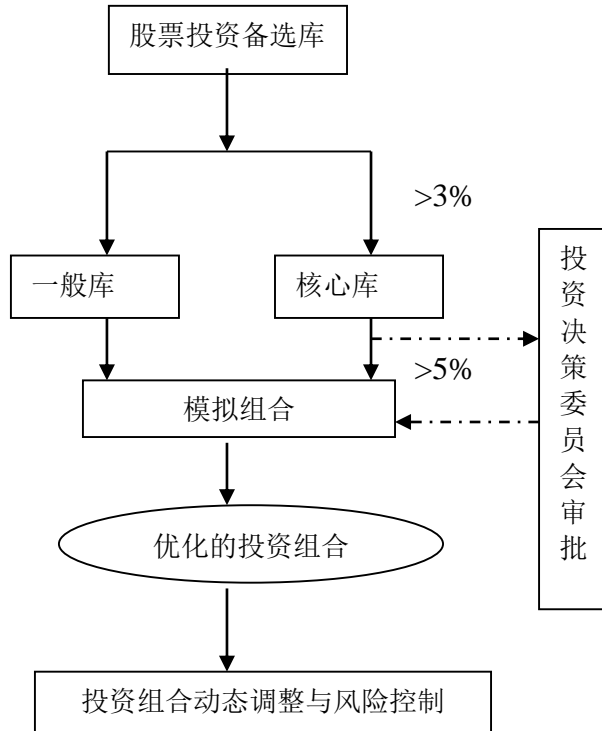 股票投资备选库
>3%
一般库
核心库
投资决策委员会审批
>5%
模拟组合
优化的投资组合
投资组合动态调整与风险控制